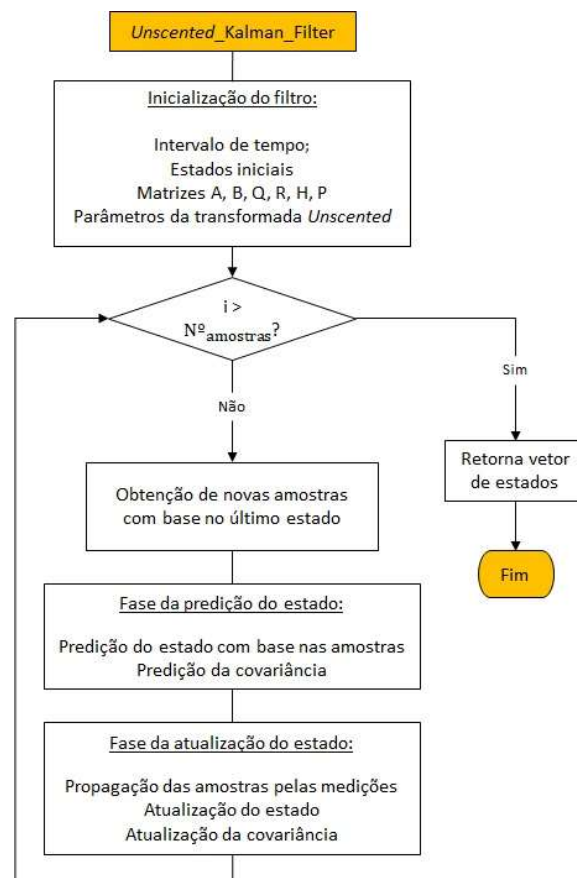 Unscented_Kalman_Filter
Inicialização do filtro:
Intervalo de tempo;
Estados iniciais
Matrizes A, B, Q, R, H, P
Parâmetros da transformada Unscented
i >
Nº amostras?
Sim
Não
Obtenção de novas amostras
com base no último estado
Retorna vetor
de estados
Fim
Fase da predição do estado:
Predição do estado com base nas amostras
Predição da covariância
Fase da atualização do estado:
Propagação das amostras pelas medições
Atualização do estado
Atualização da covariância